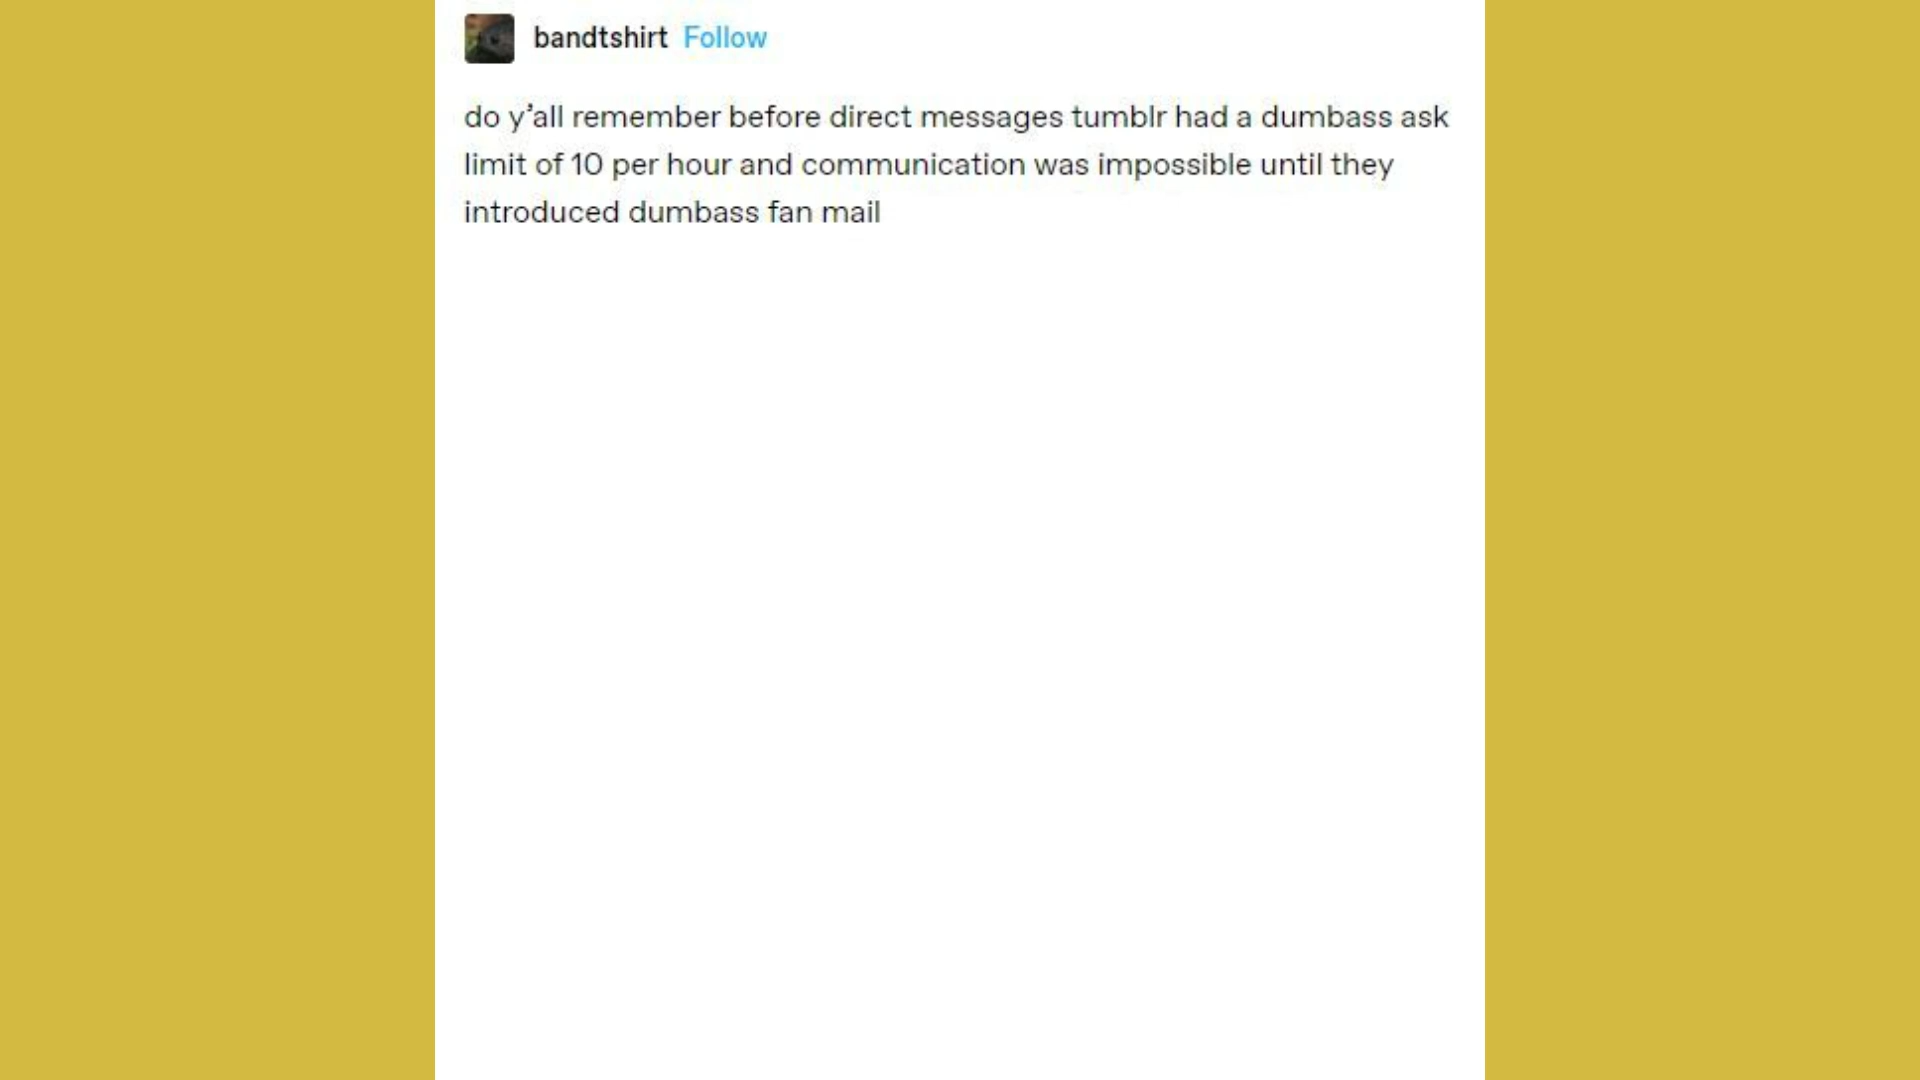 bandtshirt Follow
do y’all remember before direct messages tumblr had a dumbass ask
limit of 10 per hour and communication was impossible until they
introduced dumbass fan mail